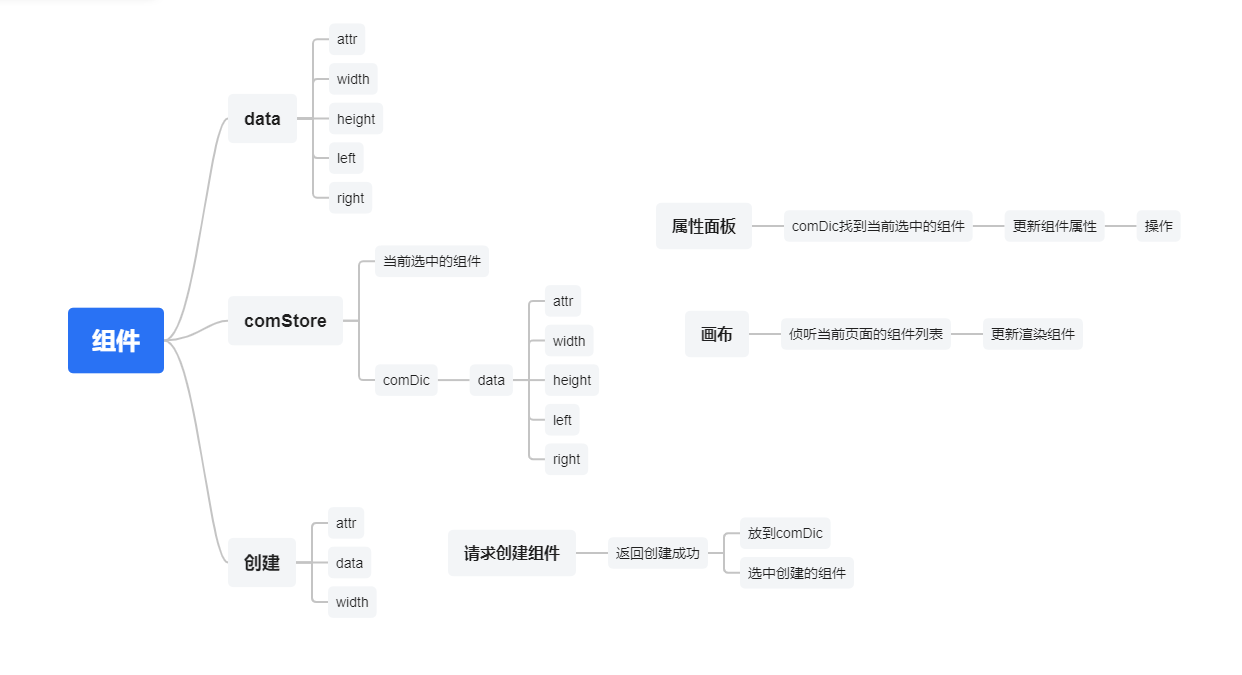 组件
data
attr
width
height
left
right
comStore
当前选中的组件
comDic
data
attr
width
height
left
right
创建
attr
data
width
属性面板
comDic找到当前选中的组件
更新组件属性
操作
画布
侦听当前页面的组件列表
更新渲染组件
请求创建组件
返回创建成功
放到comDic
选中创建的组件